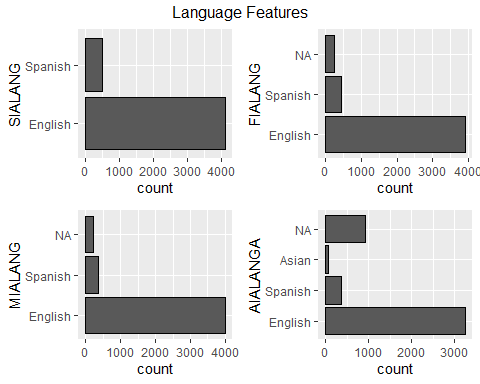 Language Features
SIALANG
Spanish
English
0 1000 2000 3000 4000
count
FIALANG
NA
Spanish
English
0 1000 2000 3000 4000
count
MIALANG
NA
Spanish
English
0 1000 2000 3000 4000
count
AIALANGA
NA
Asian
Spanish
English
0 1000 2000 3000
count